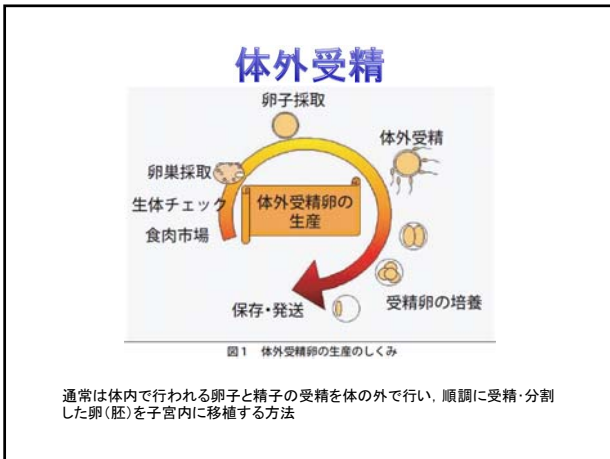 体外受精
卵子採取
体外受精
卵巣採取
生体チェック
食肉市場
体外受精卵の
生産
受精卵の培養
保存・発送
図1 体外受精卵の生産のしくみ
通常は体内で行われる卵子と精子の受精を体の外で行い, 順調に受精・分割
した卵(胚)を子宮内に移植する方法